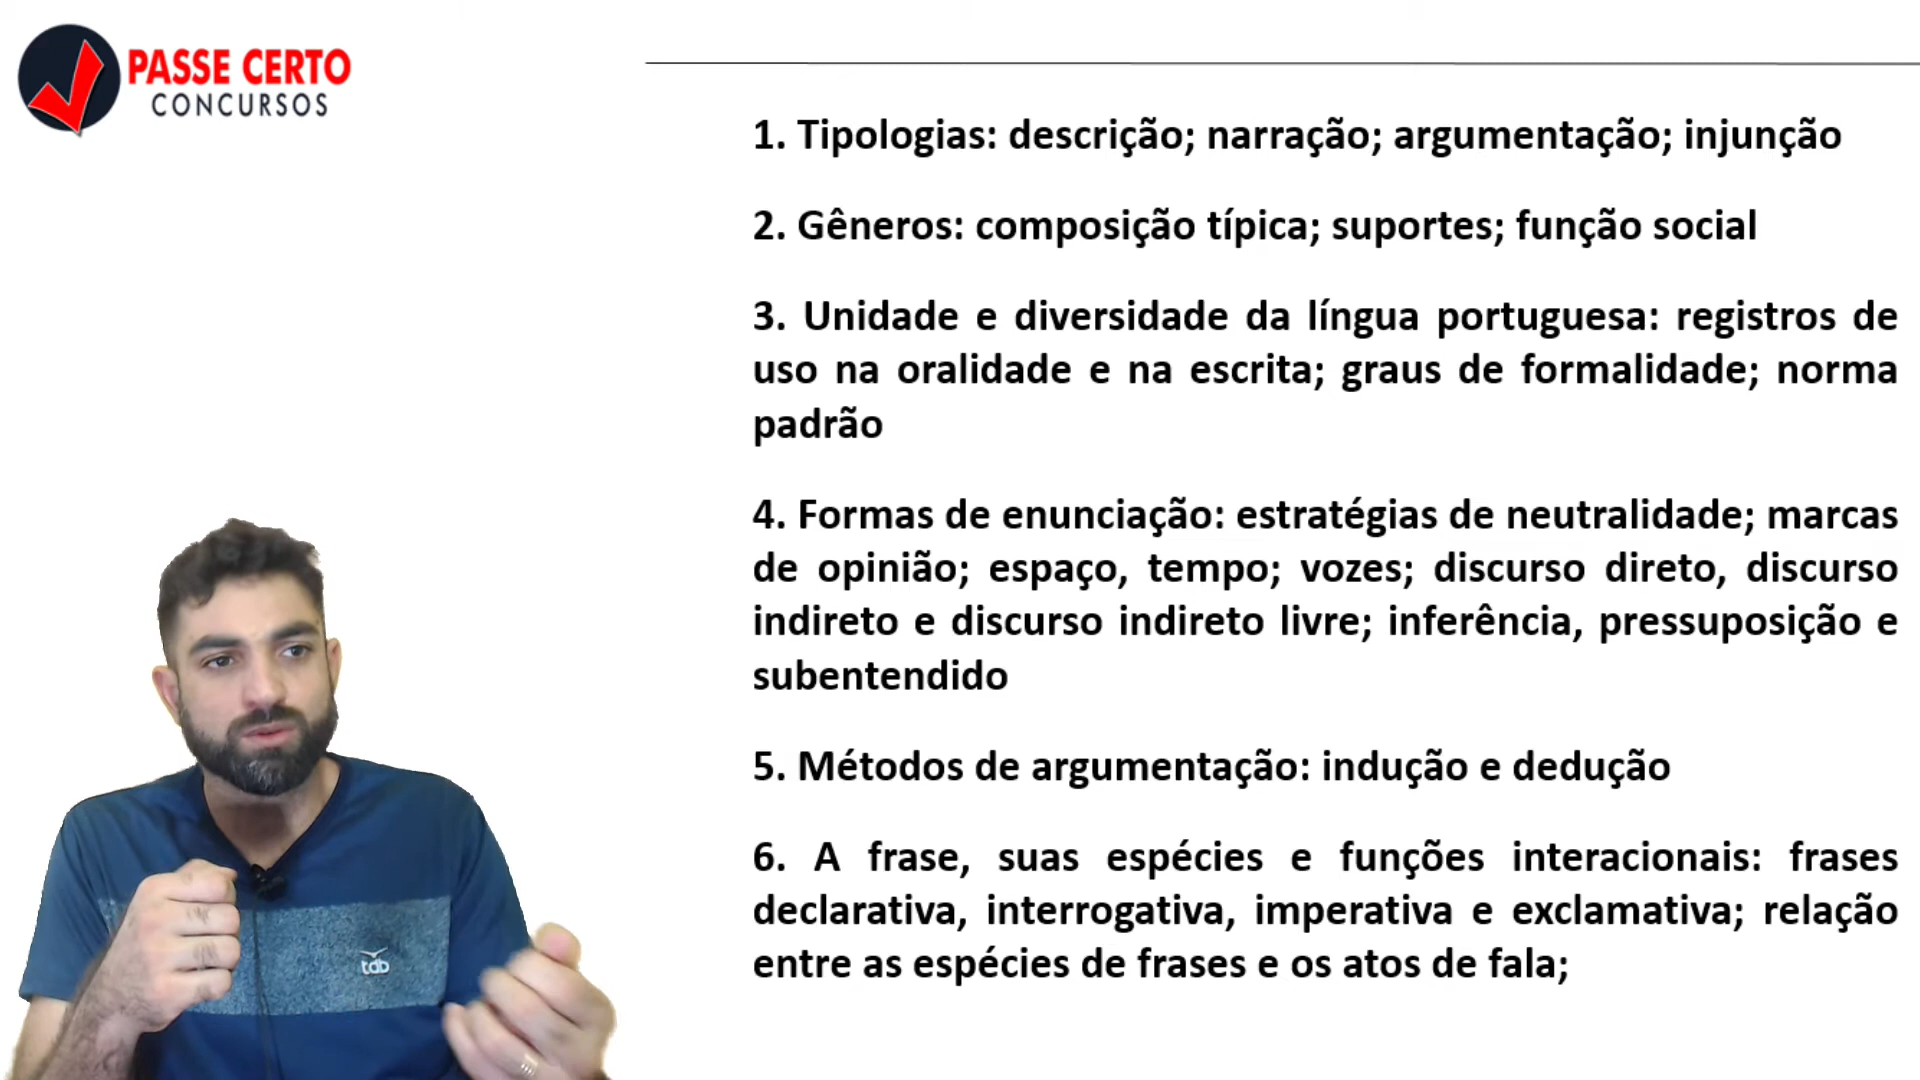 PASSE CERTO
CONCURSOS
1. Tipologias: descrição; narração; argumentação; injunção
2. Gêneros: composição típica; suportes; função social
3. Unidade e diversidade da língua portuguesa: registros de
uso na oralidade e na escrita; graus de formalidade; norma
padrão
4. Formas de enunciação: estratégias de neutralidade; marcas
de opinião; espaço, tempo; vozes; discurso direto, discurso
indireto e discurso indireto livre; inferência, pressuposição e
subentendido
5. Métodos de argumentação: indução e dedução
6. A frase, suas espécies e funções interacionais: frases
declarativa, interrogativa, imperativa e exclamativa; relação
entre as espécies de frases e os atos de fala;
tdb